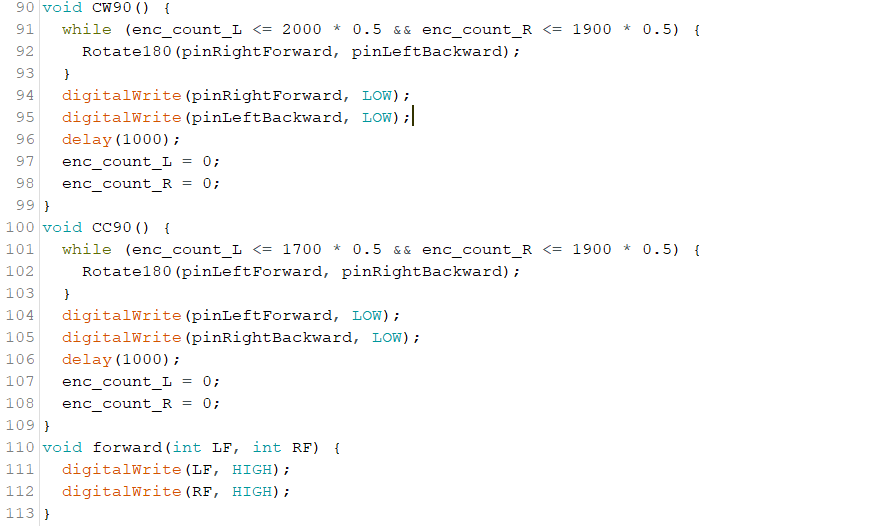 90 void CW90() {
91   while (enc_count_L <= 2000 * 0.5 && enc_count_R <= 1900 * 0.5) {
92     Rotate180(pinRightForward, pinLeftBackward);
93   }
94   digitalWrite(pinRightForward, LOW);
95   digitalWrite(pinLeftBackward, LOW);
96   delay(1000);
97   enc_count_L = 0;
98   enc_count_R = 0;
99 }
100 void CC90() {
101   while (enc_count_L <= 1700 * 0.5 && enc_count_R <= 1900 * 0.5) {
102     Rotate180(pinLeftForward, pinRightBackward);
103   }
104   digitalWrite(pinLeftForward, LOW);
105   digitalWrite(pinRightBackward, LOW);
106   delay(1000);
107   enc_count_L = 0;
108   enc_count_R = 0;
109 }
110 void forward(int LF, int RF) {
111   digitalWrite(LF, HIGH);
112   digitalWrite(RF, HIGH);
113 }